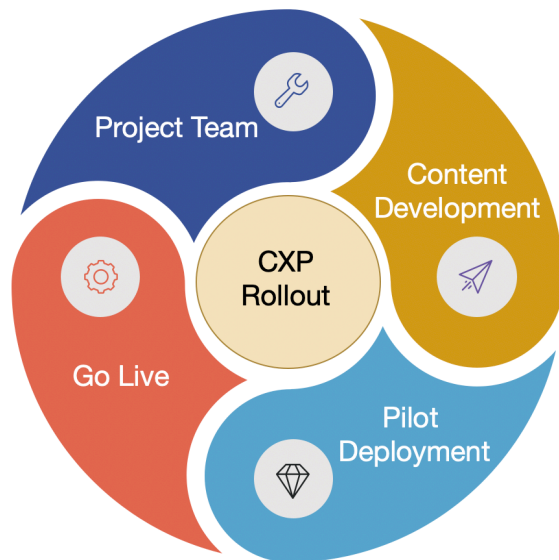 Project Team
Content
Development
CXP
Rollout
Go Live
Pilot
Deployment